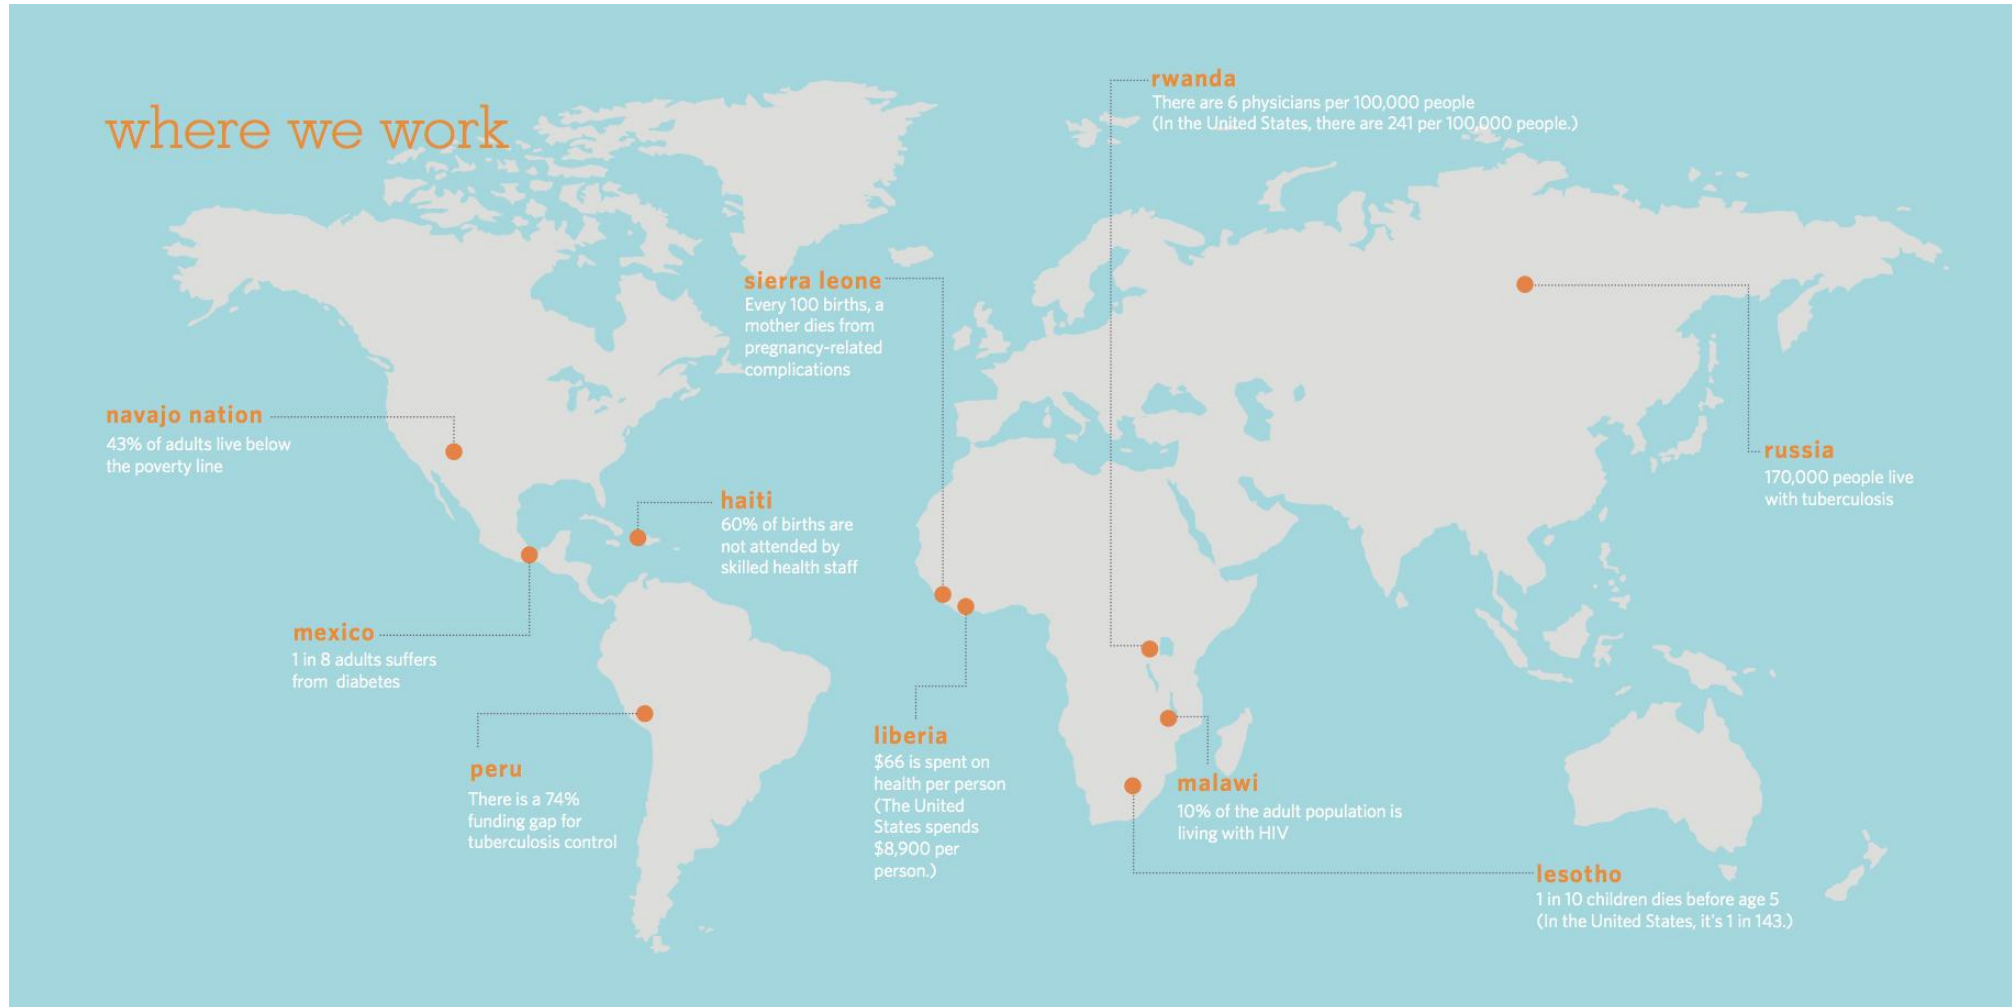 where we work
rwanda
There are 6 physicians per 100,000 people
(In the United States, there are 241 per 100,000 people.)
sierra leone
Every 100 births, a
mother dies from
pregnancy-related
complications
navajo nation
43% of adults live below
the poverty line
russia
170,000 people live
with tuberculosis
haiti
60% of births are
not attended by
skilled health staff
mexico
1 in 8 adults suffers
from diabetes
peru
There is a 74%
funding gap for
tuberculosis control
liberia
$66 is spent on
health per person
(The United
States spends
$8,900 per
person.)
malawi
10% of the adult population is
living with HIV
lesotho
1 in 10 children dies before age 5
(In the United States, it's 1 in 143.)